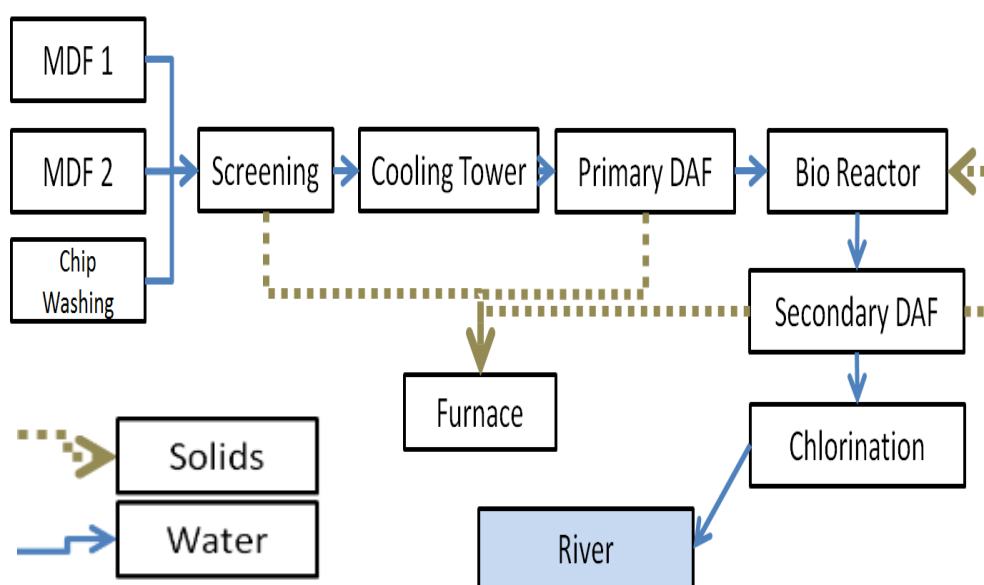 MDF 1
MDF 2
Chip
Washing
Screening
Cooling Tower
Primary DAF
Bio Reactor
Secondary DAF
Furnace
Chlorination
River
Solids
Water